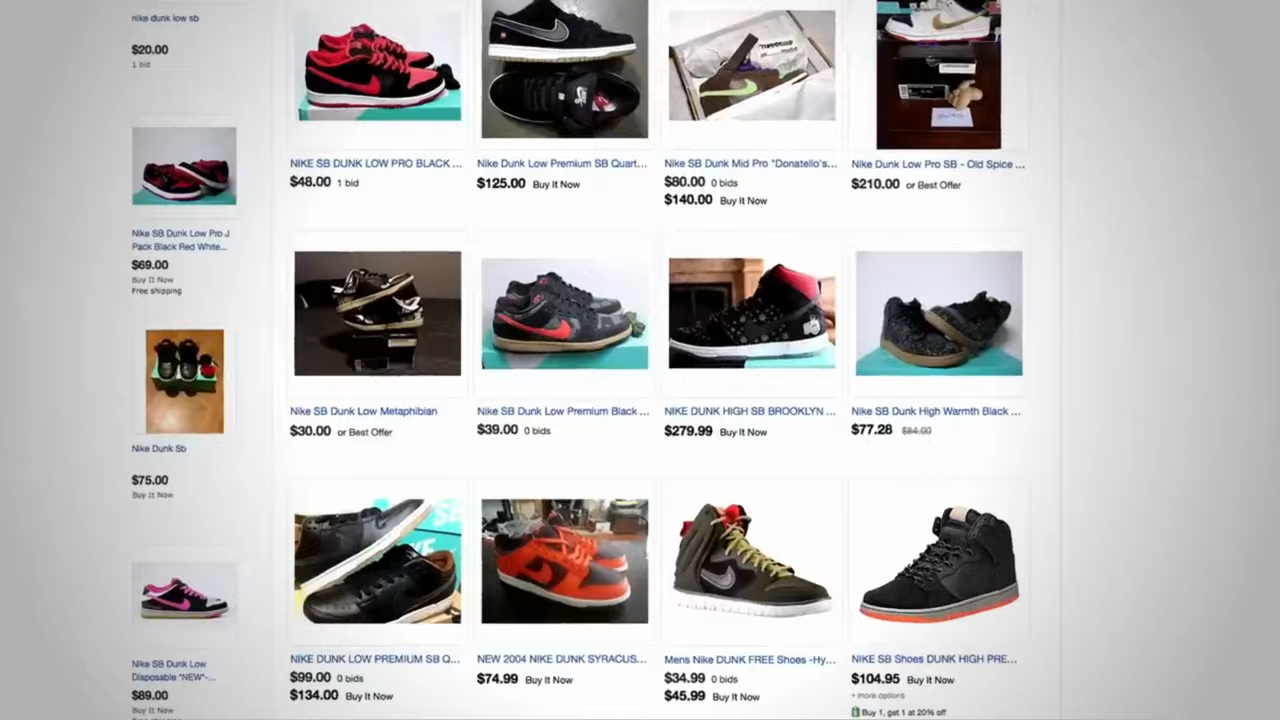 nike dunk low sb
$20.00
1 bid
Nike SB Dunk Low Pro J
Pack Black Red White...
$69.00
Buy It Now
Free shipping
Nike Dunk Sb
$75.00
Buy It Now
Nike SB Dunk Low
Disposable "NEW"-...
$89.00
Buy It Now
NIKE SB DUNK LOW PRO BLACK ...
$48.00 1 bid
Nike Dunk Low Premium SB Quart...
$125.00 Buy It Now
Nike SB Dunk Mid Pro "Donatello's...
$80.00 0 bids
$140.00 Buy It Now
Nike Dunk Low Pro SB - Old Spice ...
$210.00 or Best Offer
Nike SB Dunk Low Metaphibian
$30.00 or Best Offer
Nike SB Dunk Low Premium Black ...
$39.00 0 bids
NIKE DUNK HIGH SB BROOKLYN ...
$279.99 Buy It Now
Nike SB Dunk High Warmth Black ...
$77.28 $84.00
NIKE DUNK LOW PREMIUM SB Q...
$99.00 0 bids
$134.00 Buy It Now
NEW 2004 NIKE DUNK SYRACUS...
$74.99 Buy It Now
Mens Nike DUNK FREE Shoes -Hy...
$34.99 0 bids
$45.99 Buy It Now
NIKE SB Shoes DUNK HIGH PRE...
$104.95 Buy It Now
+ more options
Buy 1, get 1 at 20% off